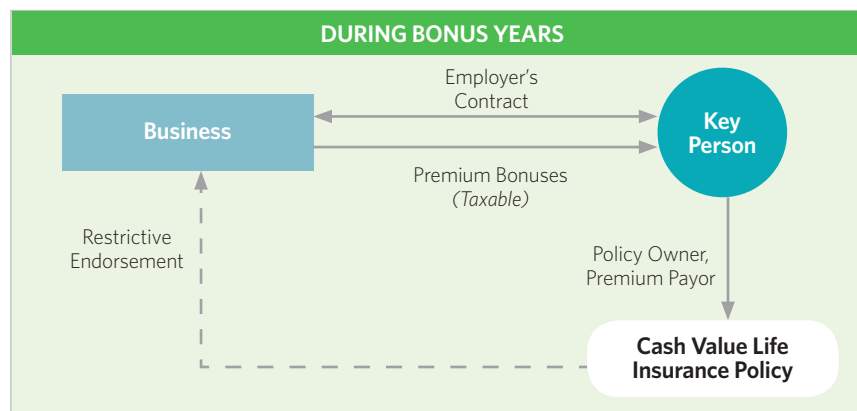 DURING BONUS YEARS
Employer's
Contract
Business
Key
Person
Premium Bonuses
(Taxable)
Restrictive
Endorsement
Policy Owner,
Premium Payor
Cash Value Life
Insurance Policy